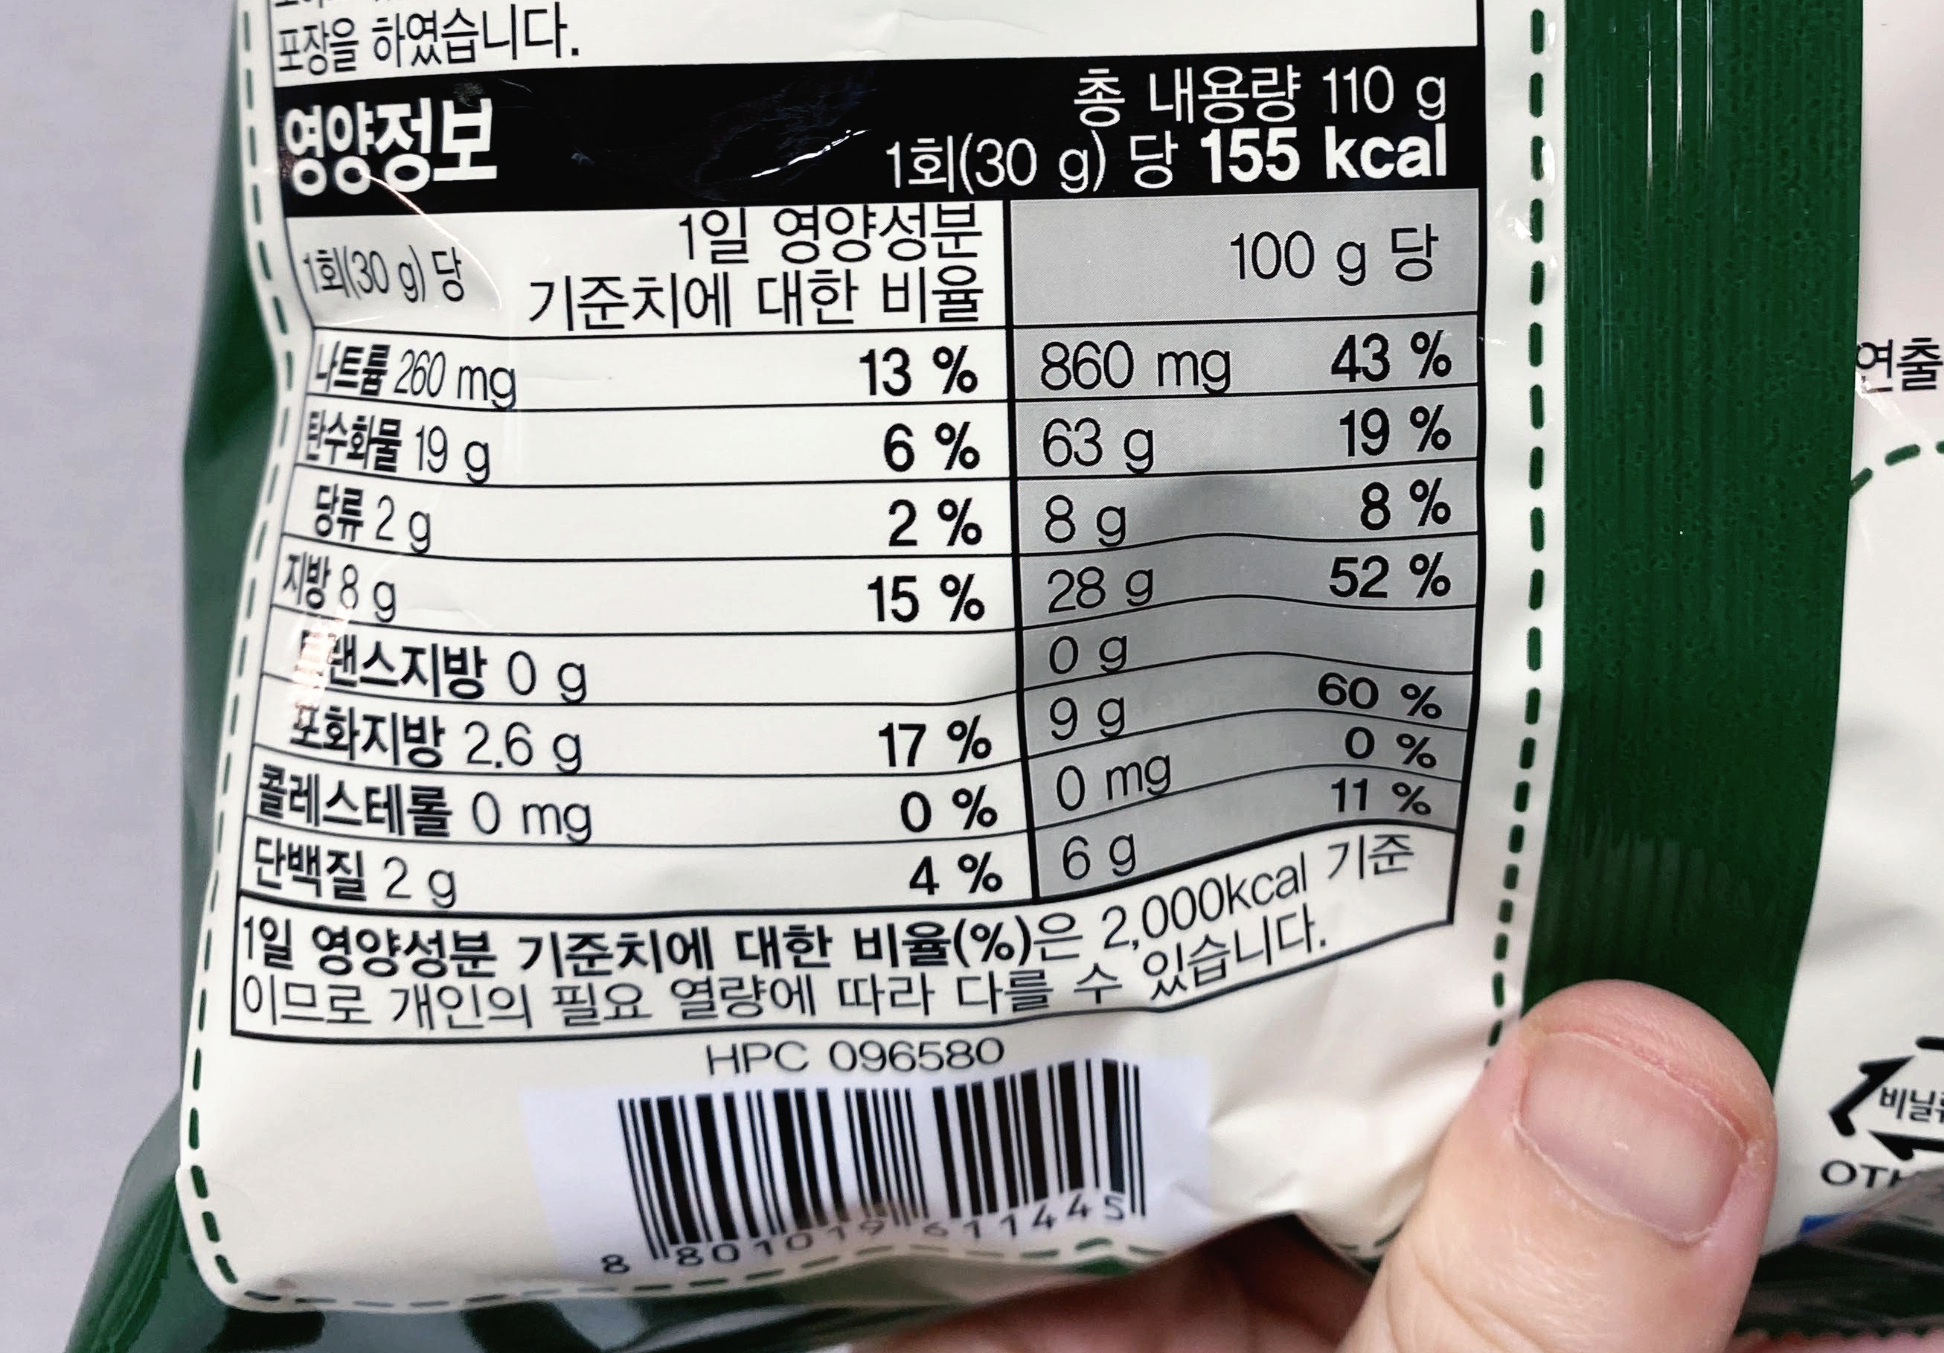 포장을 하였습니다.
영양정보
총 내용량 110 g
1회(30 g) 당 155 kcal
1회(30 g) 당
1일 영양성분
기준치에 대한 비율
100 g 당
나트륨 260 mg 13 % 860 mg 43 %
탄수화물 19 g 6 % 63 g 19 %
당류 2 g 2 % 8 g 8 %
지방 8 g 15 % 28 g 52 %
트랜스지방 0 g 0 g
포화지방 2.6 g 17 % 9 g 60 %
콜레스테롤 0 mg 0 % 0 mg 0 %
단백질 2 g 4 % 6 g 11 %
1일 영양성분 기준치에 대한 비율(%)은 2,000kcal 기준
이므로 개인의 필요 열량에 따라 다를 수 있습니다.
HPC 096580
8 801019 611445
연출
비닐류
OTH